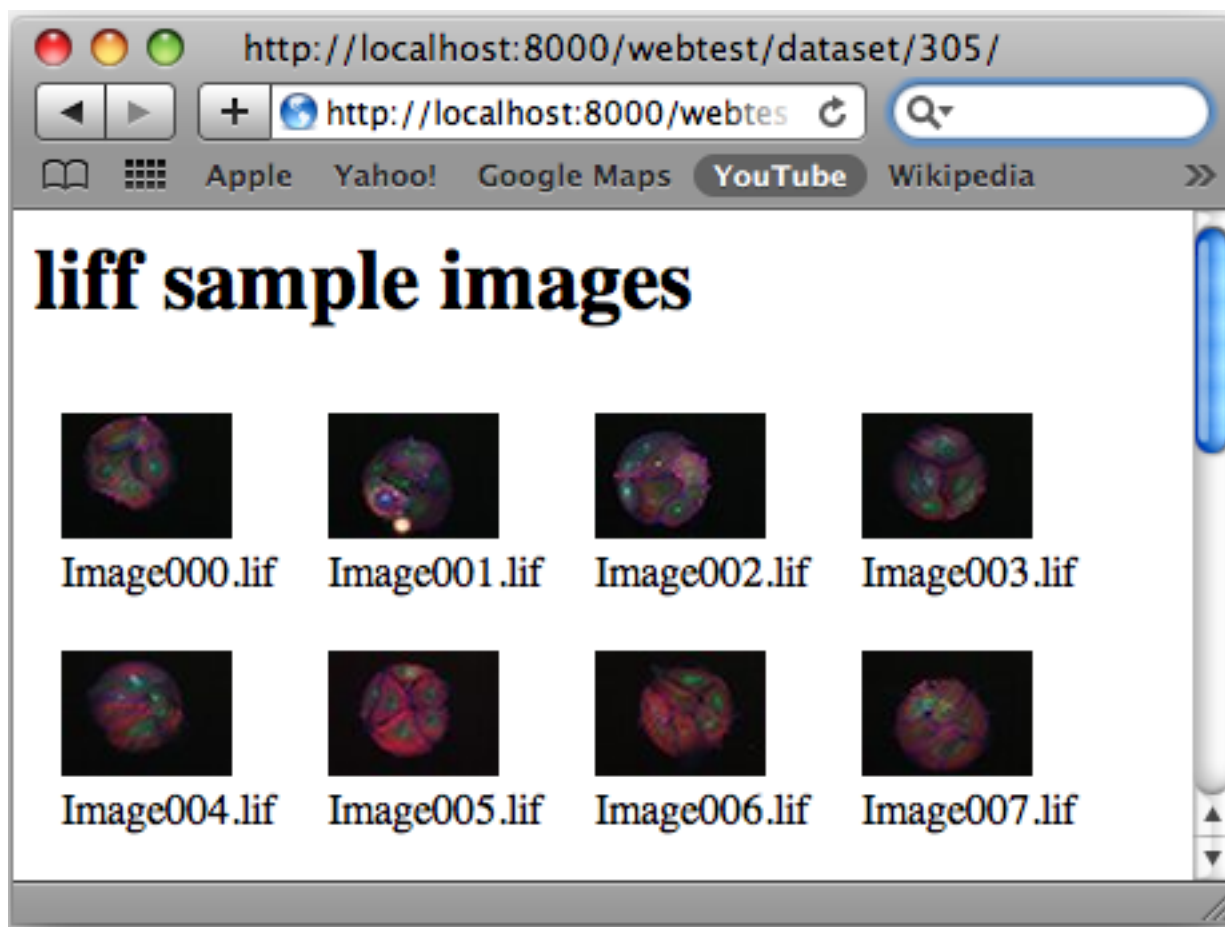 http://localhost:8000/webtest/dataset/305/
http://localhost:8000/webtes
Apple Yahoo! Google Maps YouTube Wikipedia
liff sample images
Image000.lif Image001.lif Image002.lif Image003.lif
Image004.lif Image005.lif Image006.lif Image007.lif